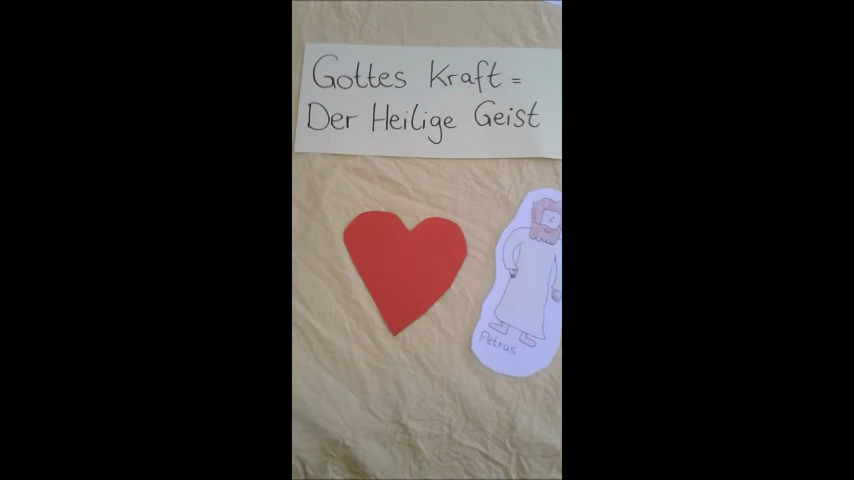 Gottes Kraft =
Der Heilige Geist
Petrus